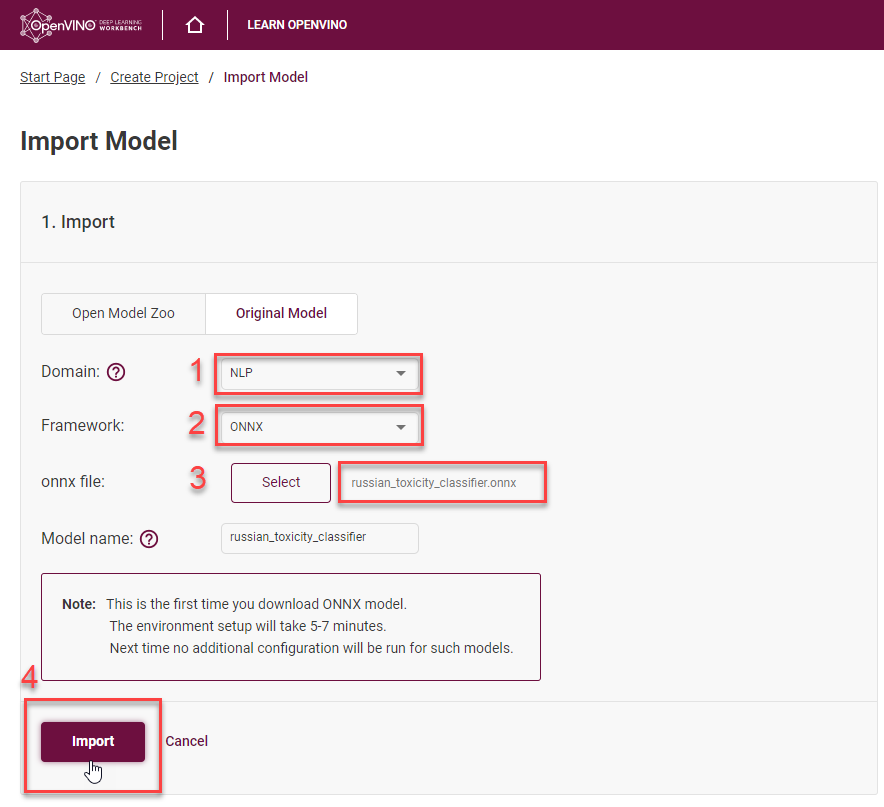 OpenVINO DEEP LEARNING WORKBENCH LEARN OPENVINO
Start Page / Create Project / Import Model
Import Model
1. Import
Open Model Zoo Original Model
Domain: ? 1 NLP
Framework: 2 ONNX
onnx file: 3 Select russian_toxicity_classifier.onnx
Model name: ? russian_toxicity_classifier
Note: This is the first time you download ONNX model.
The environment setup will take 5-7 minutes.
Next time no additional configuration will be run for such models.
4
Import Cancel